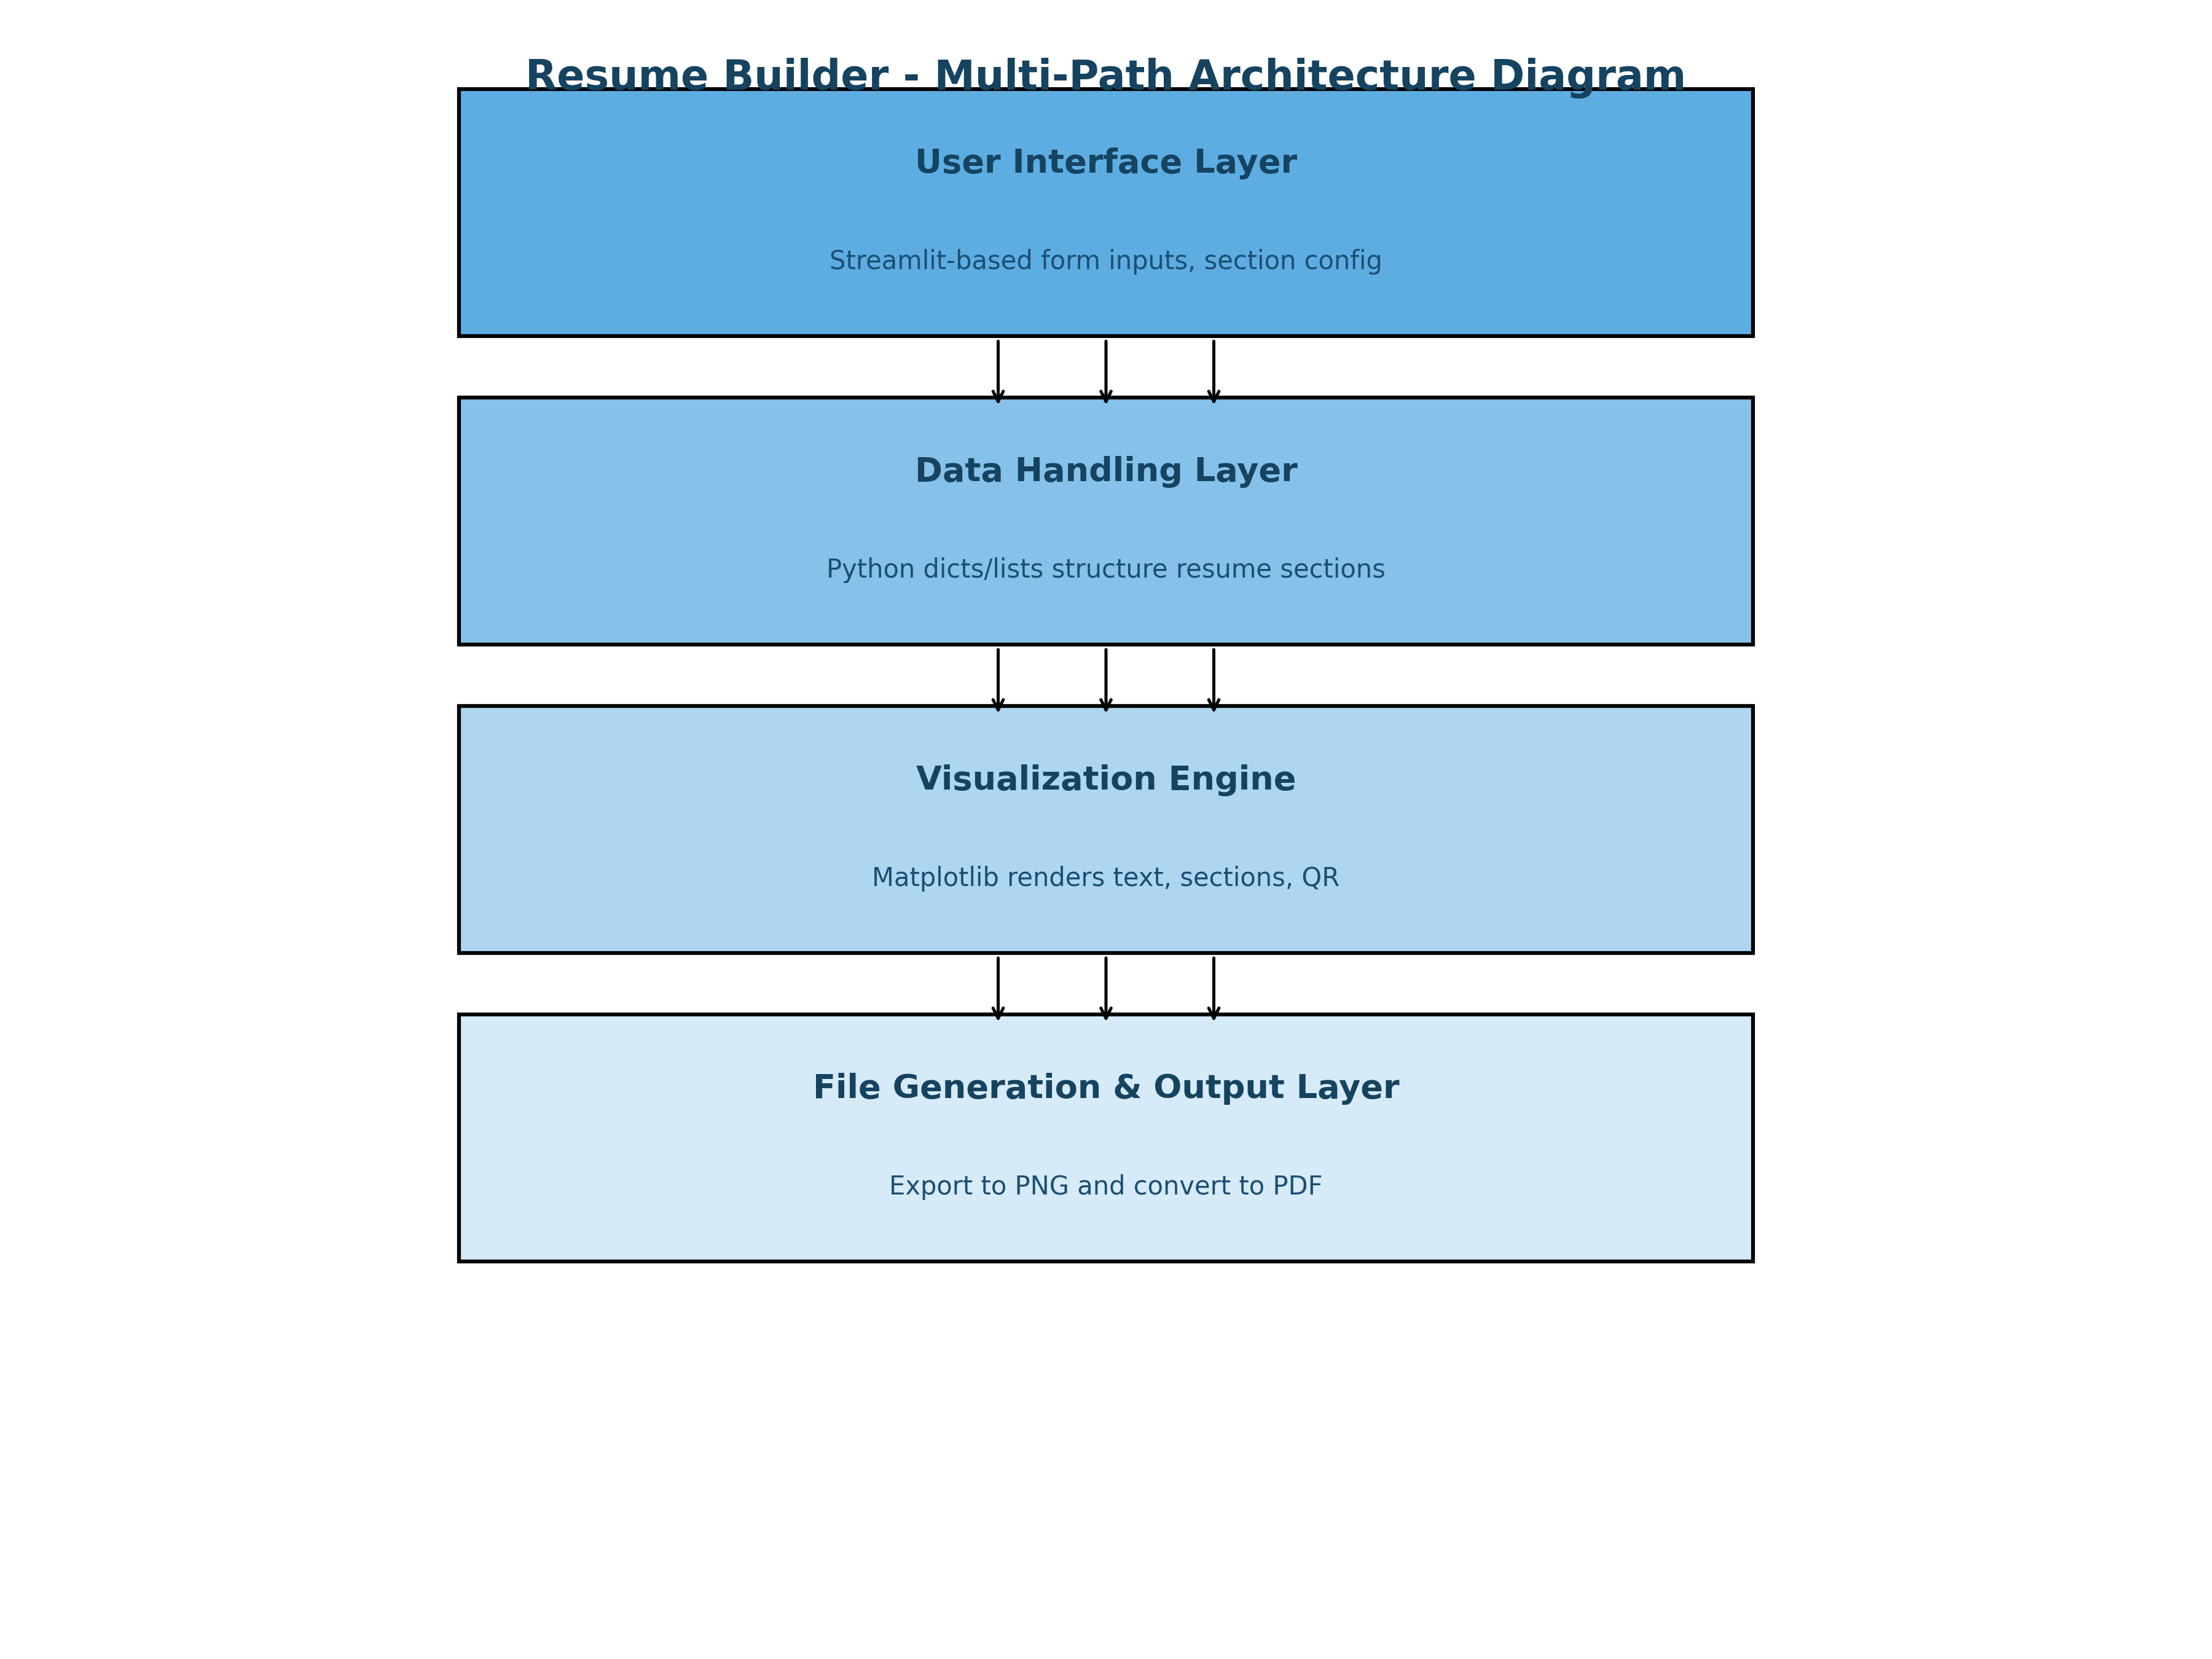 Resume Builder - Multi-Path Architecture Diagram
User Interface Layer
Streamlit-based form inputs, section config
Data Handling Layer
Python dicts/lists structure resume sections
Visualization Engine
Matplotlib renders text, sections, QR
File Generation & Output Layer
Export to PNG and convert to PDF